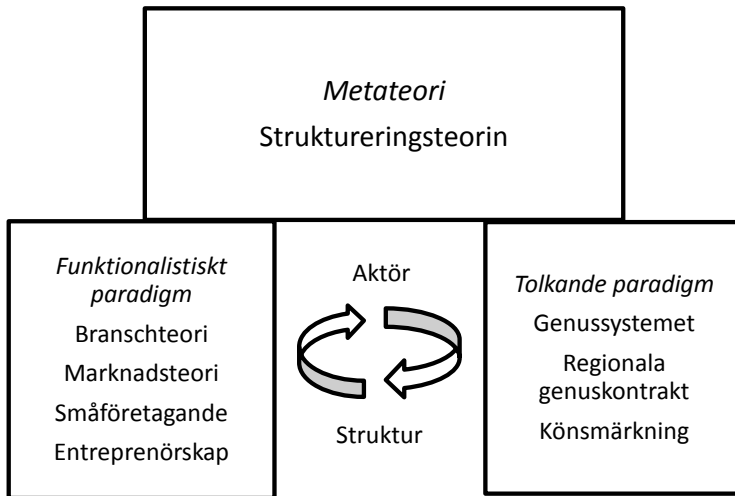 Metateori
Struktureringsteorin
Funktionalistiskt
paradigm
Branschteori
Marknadsteori
Småföretagande
Entreprenörskap
Aktör
Struktur
Tolkande paradigm
Genussystemet
Regionala
genuskontrakt
Könsmärkning